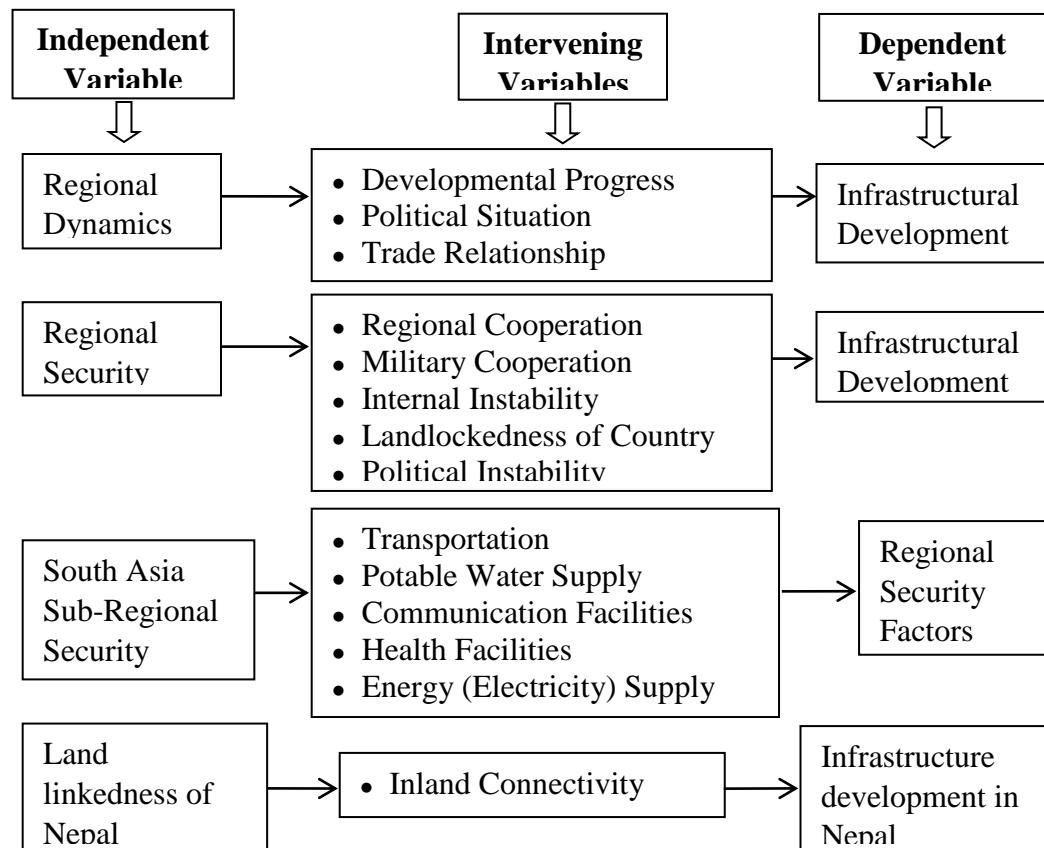 Independent
Variable
Intervening
Variables
Dependent
Variable
Regional
Dynamics
• Developmental Progress
• Political Situation
• Trade Relationship
Infrastructural
Development
Regional
Security
• Regional Cooperation
• Military Cooperation
• Internal Instability
• Landlockedness of Country
• Political Instability
Infrastructural
Development
South Asia
Sub-Regional
Security
• Transportation
• Potable Water Supply
• Communication Facilities
• Health Facilities
• Energy (Electricity) Supply
Regional
Security
Factors
Land
linkedness of
Nepal
• Inland Connectivity
Infrastructure
development in
Nepal